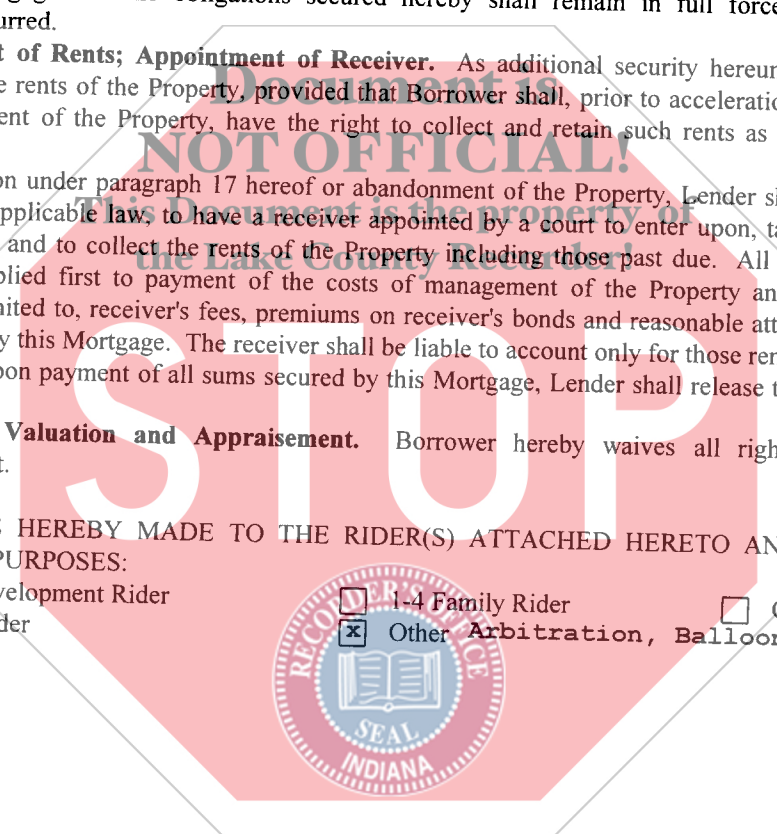 obligations secured hereby shall remain in full force
urred.
t of Rents; Appointment of Receiver. As additional security hereun
e rents of the Property, provided that Borrower shall, prior to acceleratio
ent of the Property, have the right to collect and retain such rents as
on under paragraph 17 hereof or abandonment of the Property, Lender sh
pplicable law, to have a receiver appointed by a court to enter upon, ta
and to collect the rents of the Property including those past due. All
plied first to payment of the costs of management of the Property an
nited to, receiver's fees, premiums on receiver's bonds and reasonable att
y this Mortgage. The receiver shall be liable to account only for those ren
pon payment of all sums secured by this Mortgage, Lender shall release t
Valuation and Appraisement. Borrower hereby waives all righ
t.
E HEREBY MADE TO THE RIDER(S) ATTACHED HERETO AN
PURPOSES:
velopment Rider
1-4 Family Rider
der
x Other Arbitration, Balloon
Document is
NOT OFFICIAL!
This Document is the property of
the Lake County Recorder!
STOP
RECORDER'S OFFICE
SEAL
INDIANA